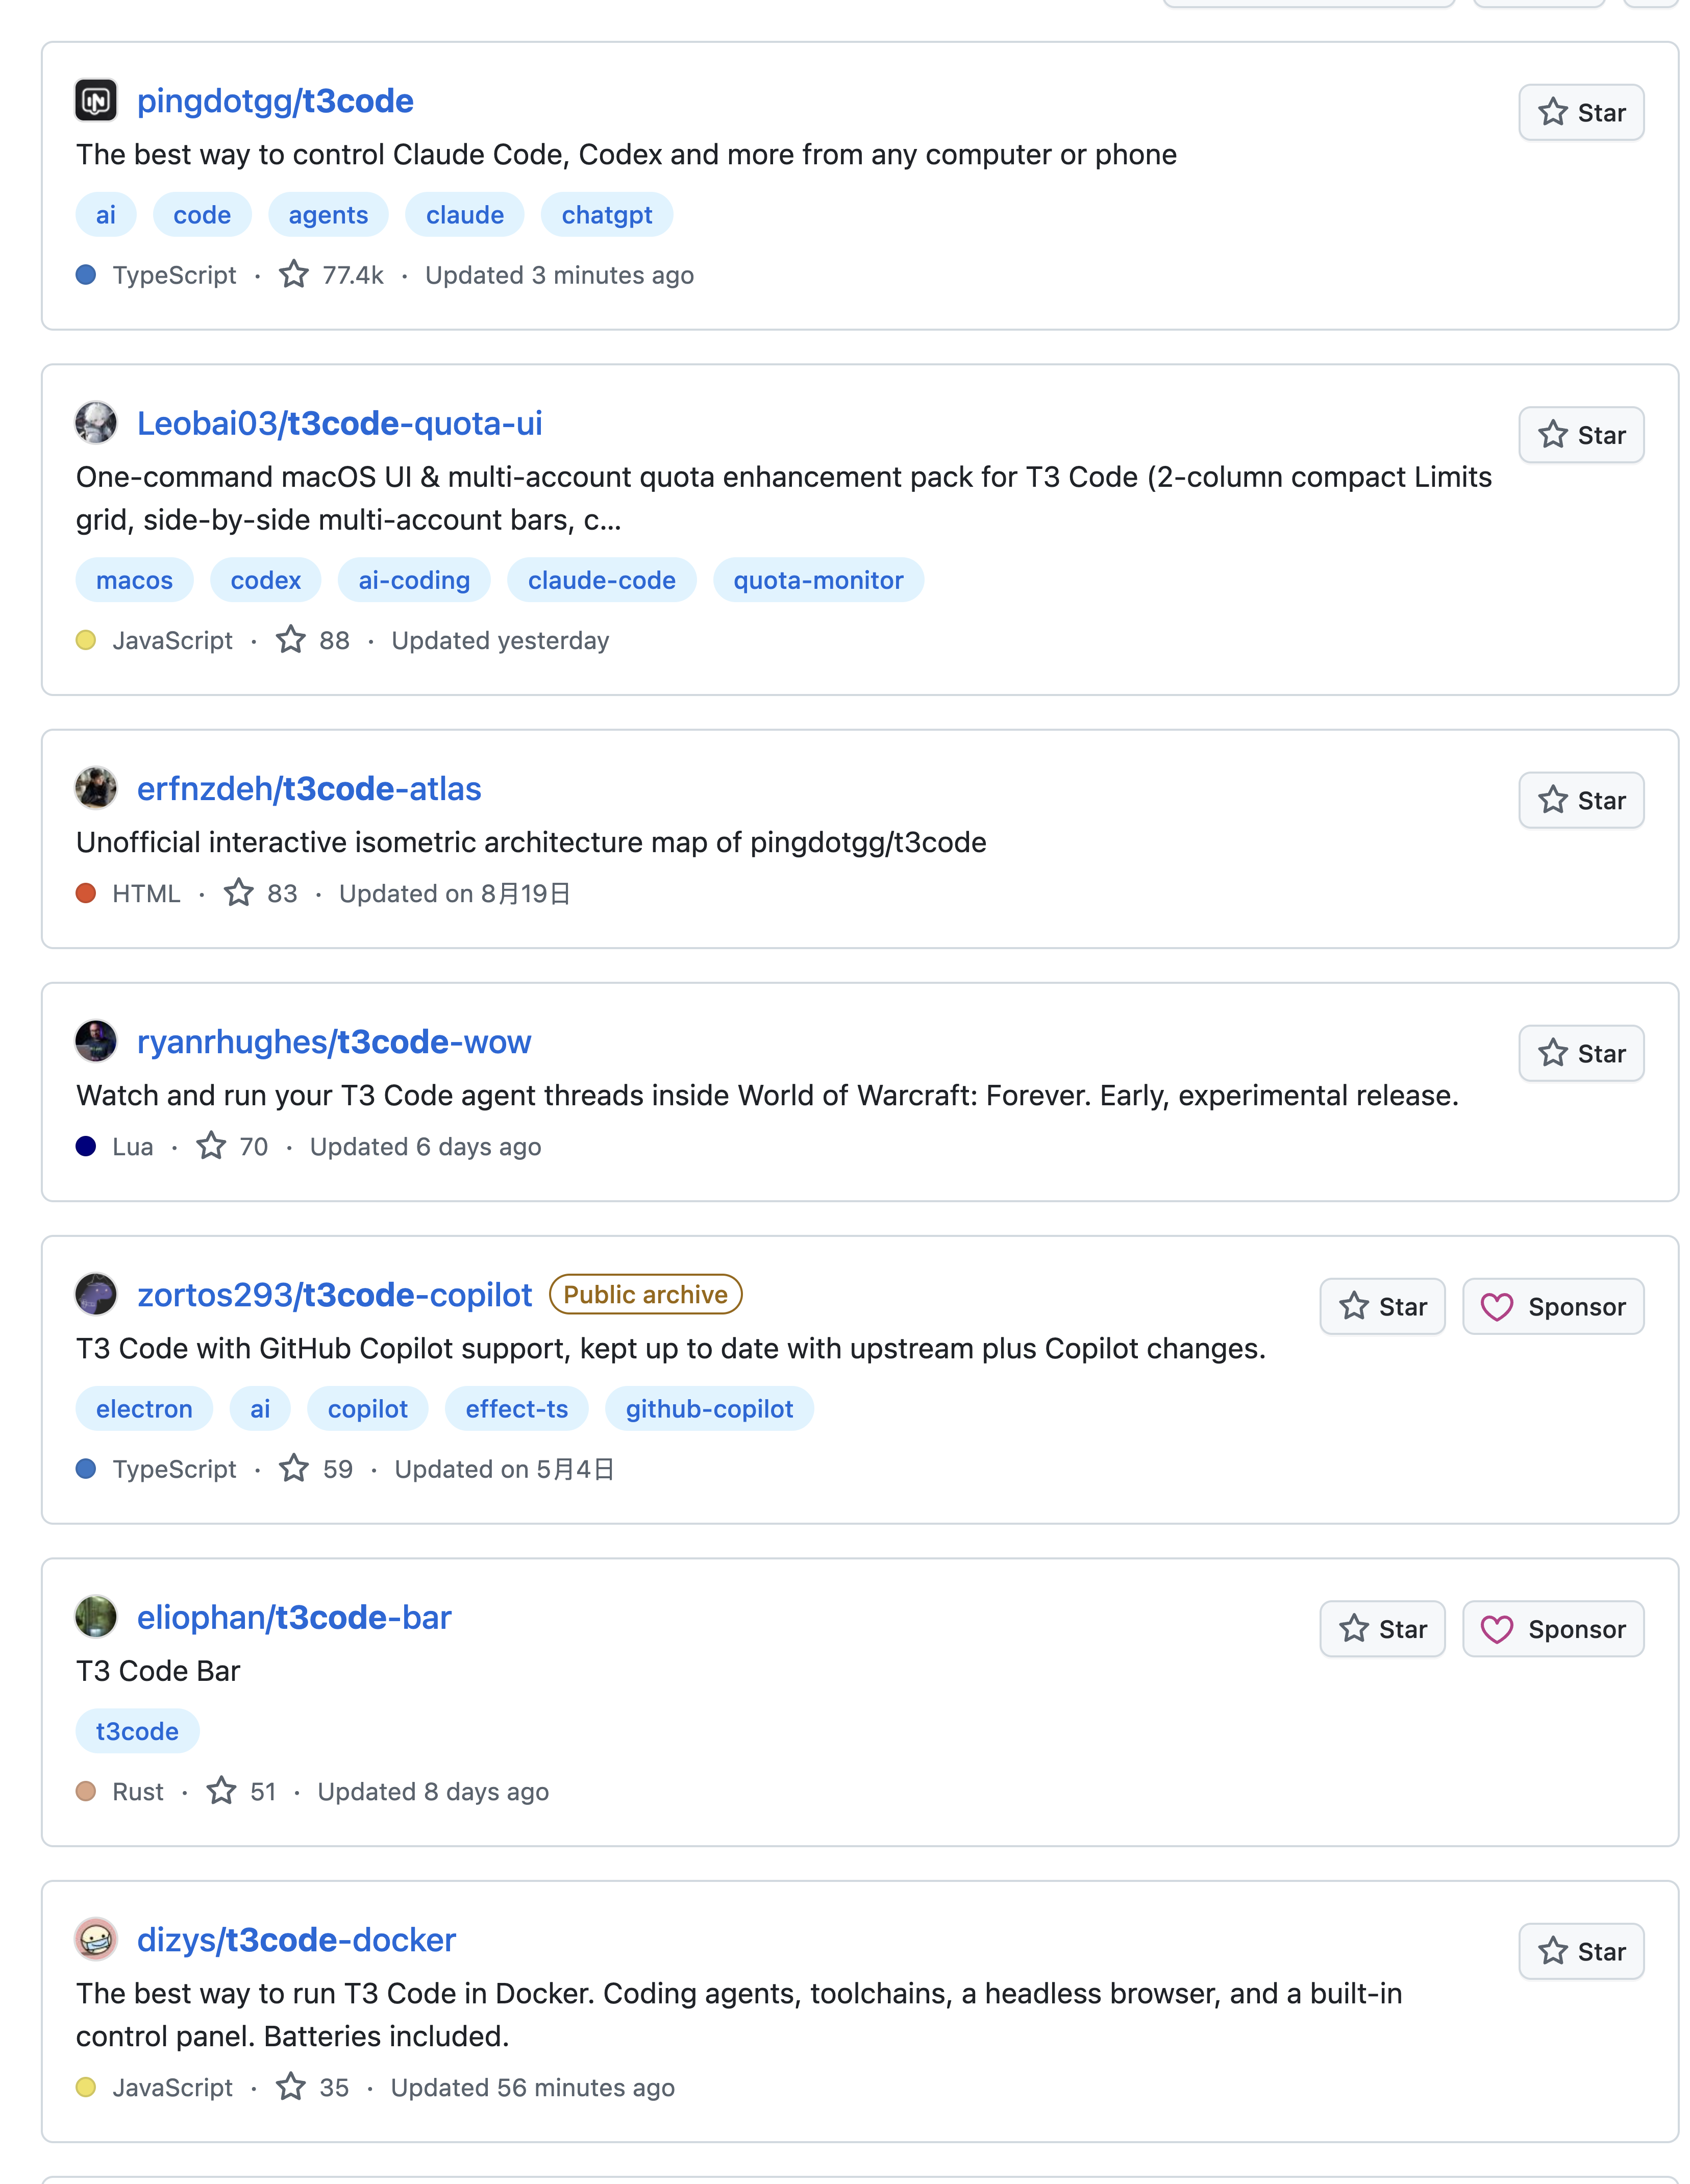 pingdotgg/t3code
Star
The best way to control Claude Code, Codex and more from any computer or phone
ai code agents claude chatgpt
TypeScript · 77.4k · Updated 3 minutes ago
Leobai03/t3code-quota-ui
Star
One-command macOS UI & multi-account quota enhancement pack for T3 Code (2-column compact Limits
grid, side-by-side multi-account bars, c...
macos codex ai-coding claude-code quota-monitor
JavaScript · 88 · Updated yesterday
erfnzdeh/t3code-atlas
Star
Unofficial interactive isometric architecture map of pingdotgg/t3code
HTML · 83 · Updated on 8月19日
ryanrhughes/t3code-wow
Star
Watch and run your T3 Code agent threads inside World of Warcraft: Forever. Early, experimental release.
Lua · 70 · Updated 6 days ago
zortos293/t3code-copilot Public archive
Star Sponsor
T3 Code with GitHub Copilot support, kept up to date with upstream plus Copilot changes.
electron ai copilot effect-ts github-copilot
TypeScript · 59 · Updated on 5月4日
eliophan/t3code-bar
Star Sponsor
T3 Code Bar
t3code
Rust · 51 · Updated 8 days ago
dizys/t3code-docker
Star
The best way to run T3 Code in Docker. Coding agents, toolchains, a headless browser, and a built-in
control panel. Batteries included.
JavaScript · 35 · Updated 56 minutes ago